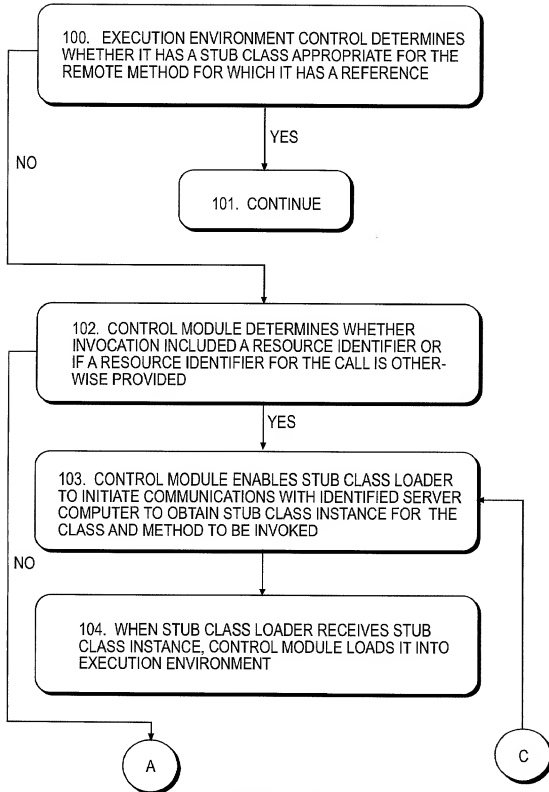 100. EXECUTION ENVIRONMENT CONTROL DETERMINES
WHETHER IT HAS A STUB CLASS APPROPRIATE FOR THE
REMOTE METHOD FOR WHICH IT HAS A REFERENCE
YES
NO
101. CONTINUE
102. CONTROL MODULE DETERMINES WHETHER
INVOCATION INCLUDED A RESOURCE IDENTIFIER OR
IF A RESOURCE IDENTIFIER FOR THE CALL IS OTHER-
WISE PROVIDED
YES
103. CONTROL MODULE ENABLES STUB CLASS LOADER
TO INITIATE COMMUNICATIONS WITH IDENTIFIED SERVER
COMPUTER TO OBTAIN STUB CLASS INSTANCE FOR THE
CLASS AND METHOD TO BE INVOKED
NO
104. WHEN STUB CLASS LOADER RECEIVES STUB
CLASS INSTANCE, CONTROL MODULE LOADS IT INTO
EXECUTION ENVIRONMENT
A
C